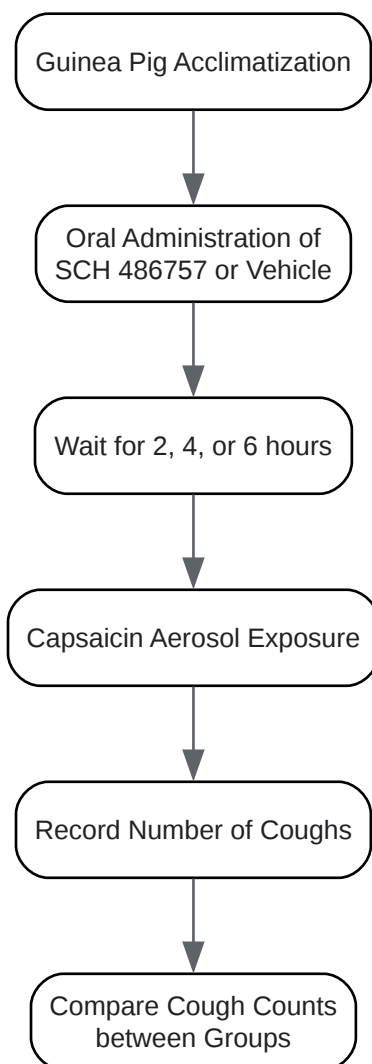 Guinea Pig Acclimatization
Oral Administration of
SCH 486757 or Vehicle
Wait for 2, 4, or 6 hours
Capsaicin Aerosol Exposure
Record Number of Coughs
Compare Cough Counts
between Groups